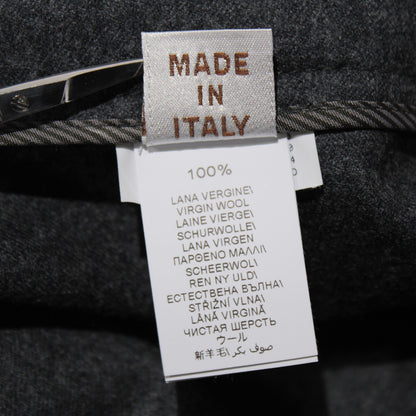 MADE
IN
ITALY
100%
LANA VERGINE\
VIRGIN WOOL
LAINE VIERGE\
SCHURWOLLE\
LANA VIRGEN\
ΠΑΡΘΕΝΟ ΜΑΛΛΙ\
SCHEERWOL\
REN NY ULD\
ЕСТЕСТВЕНА ВЪЛНА\
STŘIŽNÍ VLNA\
LÂNĂ VIRGINĂ
ЧИСТАЯ ШЕРСТЬ
ウール\
新羊毛\ صوف بكر\